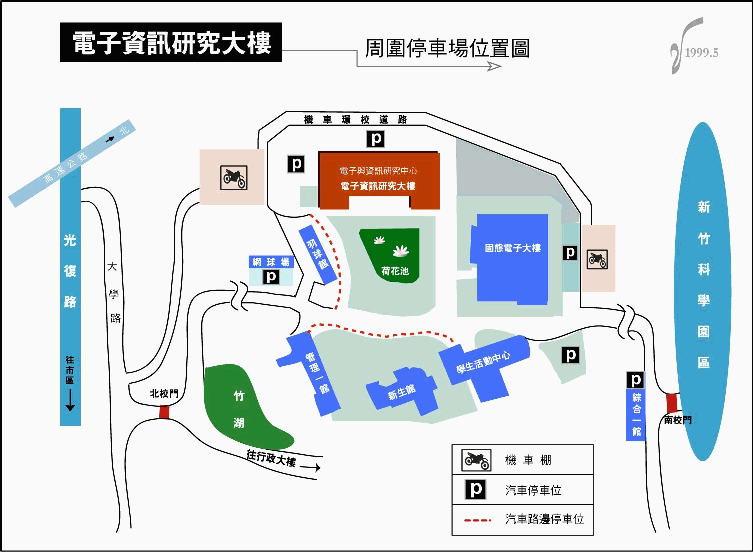 電子資訊研究大樓
周圍停車場位置圖
1999.5
機車環校道路
P
P
電子與資訊研究中心
電子資訊研究大樓
高速公路
北
光復路
往市區
大學路
羽球館
網球場
P
荷花池
固態電子大樓
P
新竹科學園區
北校門
竹湖
往行政大樓
管理一館
新生館
學生活動中心
P
P
綜合一館
南校門
機車棚
P
汽車停車位
汽車路邊停車位